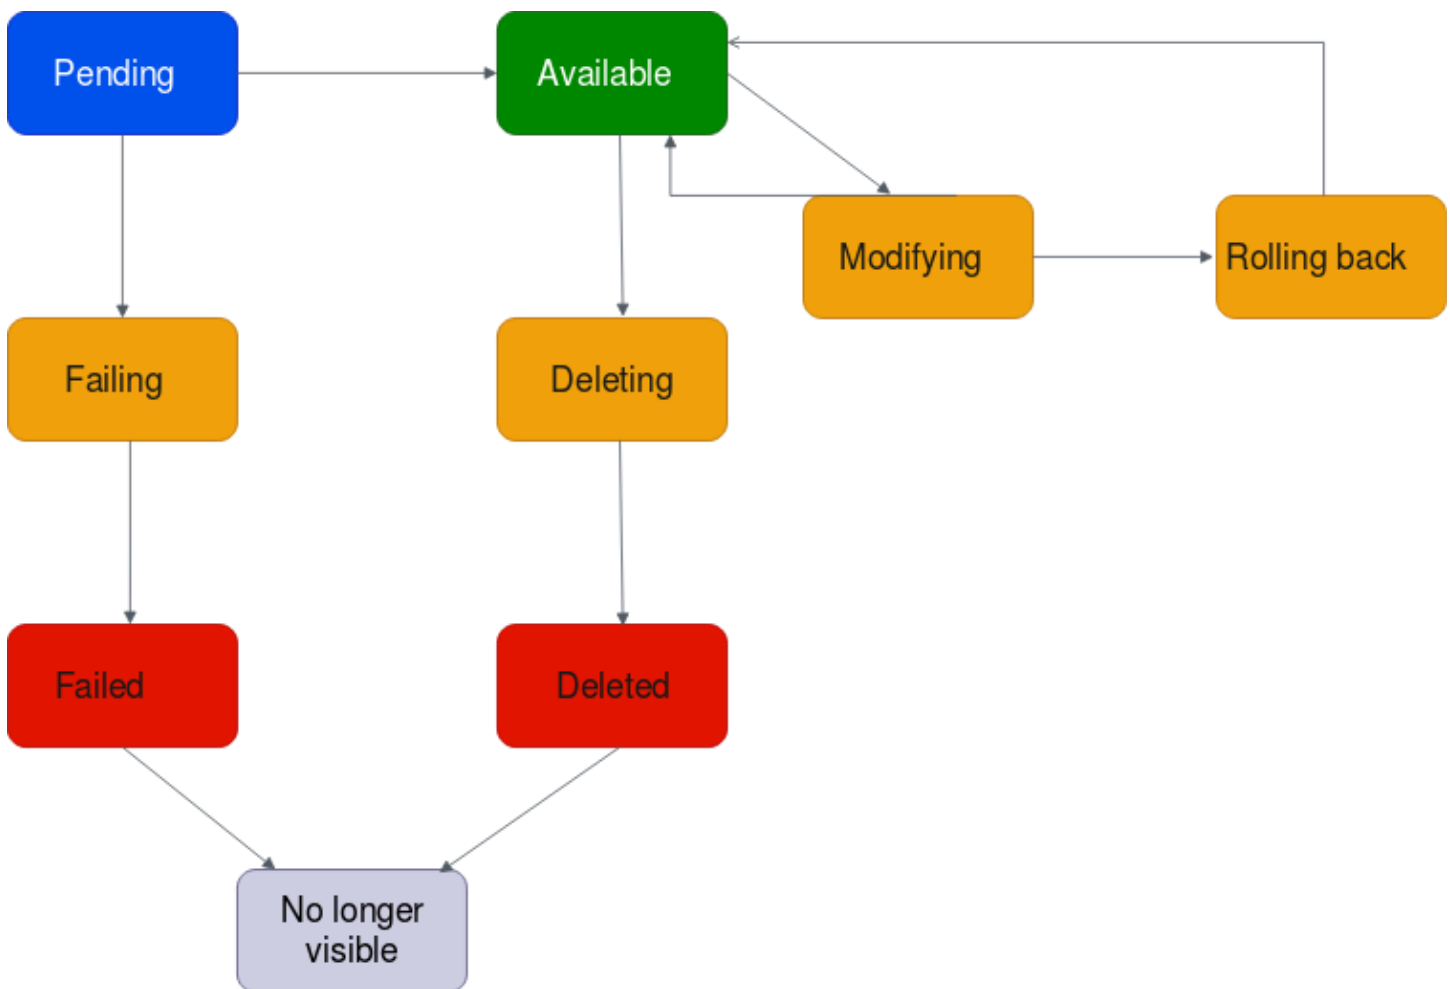 Pending
Available
Modifying
Rolling back
Failing
Deleting
Failed
Deleted
No longer
visible